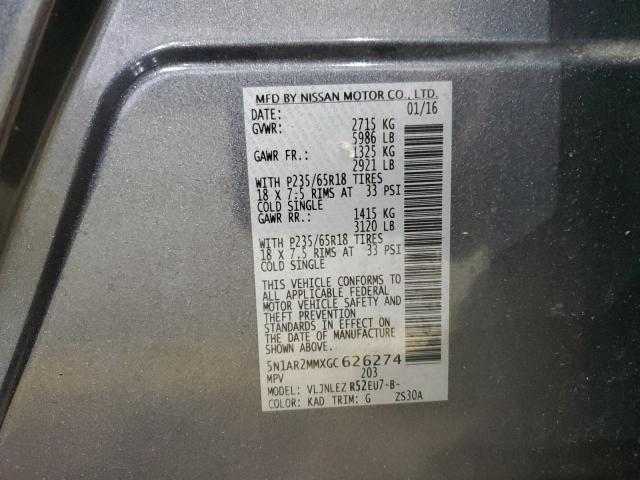 MFD BY NISSAN MOTOR CO., LTD.
DATE: 01/16
GVWR: 2715 KG
5986 LB
GAWR FR.: 1325 KG
2921 LB
WITH P235/65R18 TIRES
18 X 7.5 RIMS AT 33 PSI
COLD SINGLE
GAWR RR.: 1415 KG
3120 LB
WITH P235/65R18 TIRES
18 X 7.5 RIMS AT 33 PSI
COLD SINGLE
THIS VEHICLE CONFORMS TO
ALL APPLICABLE FEDERAL
MOTOR VEHICLE SAFETY AND
THEFT PREVENTION
STANDARDS IN EFFECT ON
THE DATE OF MANUFACTURE
SHOWN ABOVE.
5N1AR2MMXGC626274
MPV 203
MODEL: VLJNLEZ R52EU7-B-
COLOR: KAD TRIM: G ZS30A